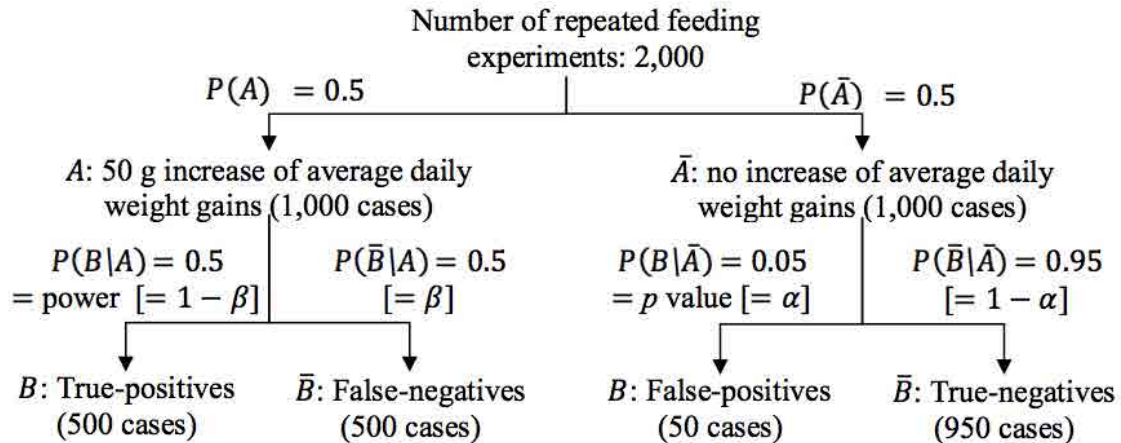 Number of repeated feeding
experiments: 2,000
P(A) = 0.5
P(Ā) = 0.5
A: 50 g increase of average daily
weight gains (1,000 cases)
Ā: no increase of average daily
weight gains (1,000 cases)
P(B\A) = 0.5
= power [= 1 − β]
P(B̄\A) = 0.5
[= β]
P(B\Ā) = 0.05
= p value [= α]
P(B̄\Ā) = 0.95
[= 1 − α]
B: True-positives
(500 cases)
B̄: False-negatives
(500 cases)
B: False-positives
(50 cases)
B̄: True-negatives
(950 cases)